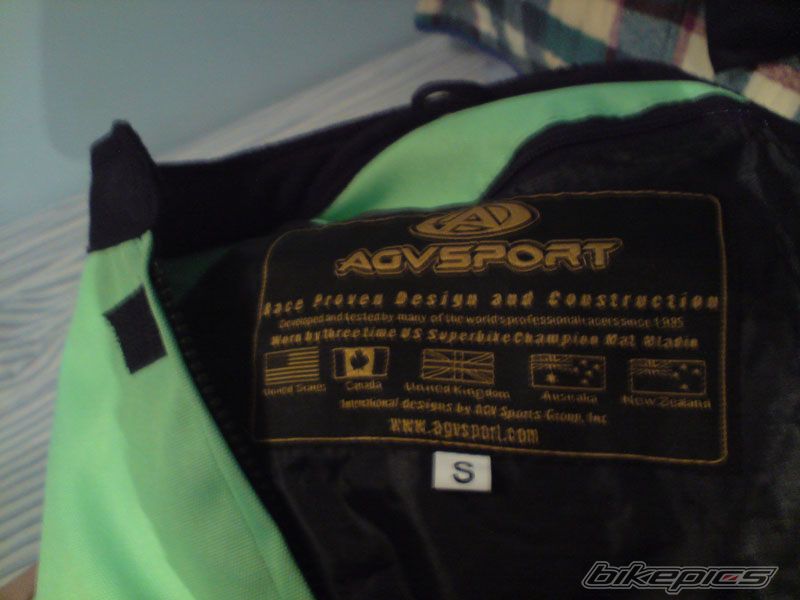 AGVSPORT
Race Proven Design and Construction
Developed and tested by many of the world's professional racers since 1985
Worn by three time US Superbike Champion Mat Mladin
United States Canada United Kingdom Australia New Zealand
International designs by AGV Sports Group, Inc
www.agvsport.com
S
bikepics